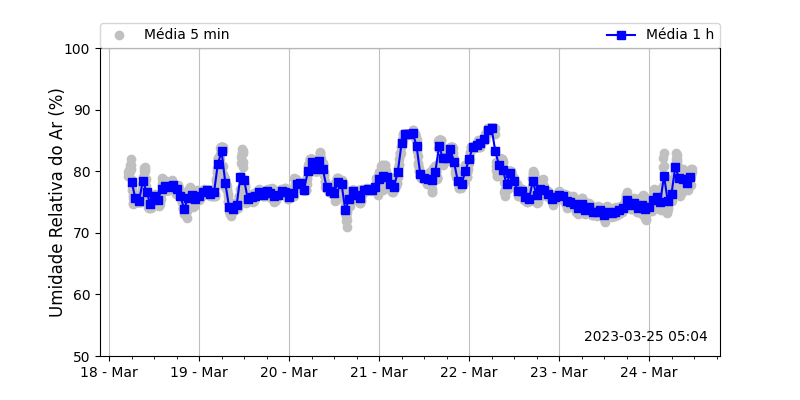 Média 5 min
Média 1 h
Umidade Relativa do Ar (%)
100
90
80
70
60
50
2023-03-25 05:04
18 - Mar
19 - Mar
20 - Mar
21 - Mar
22 - Mar
23 - Mar
24 - Mar